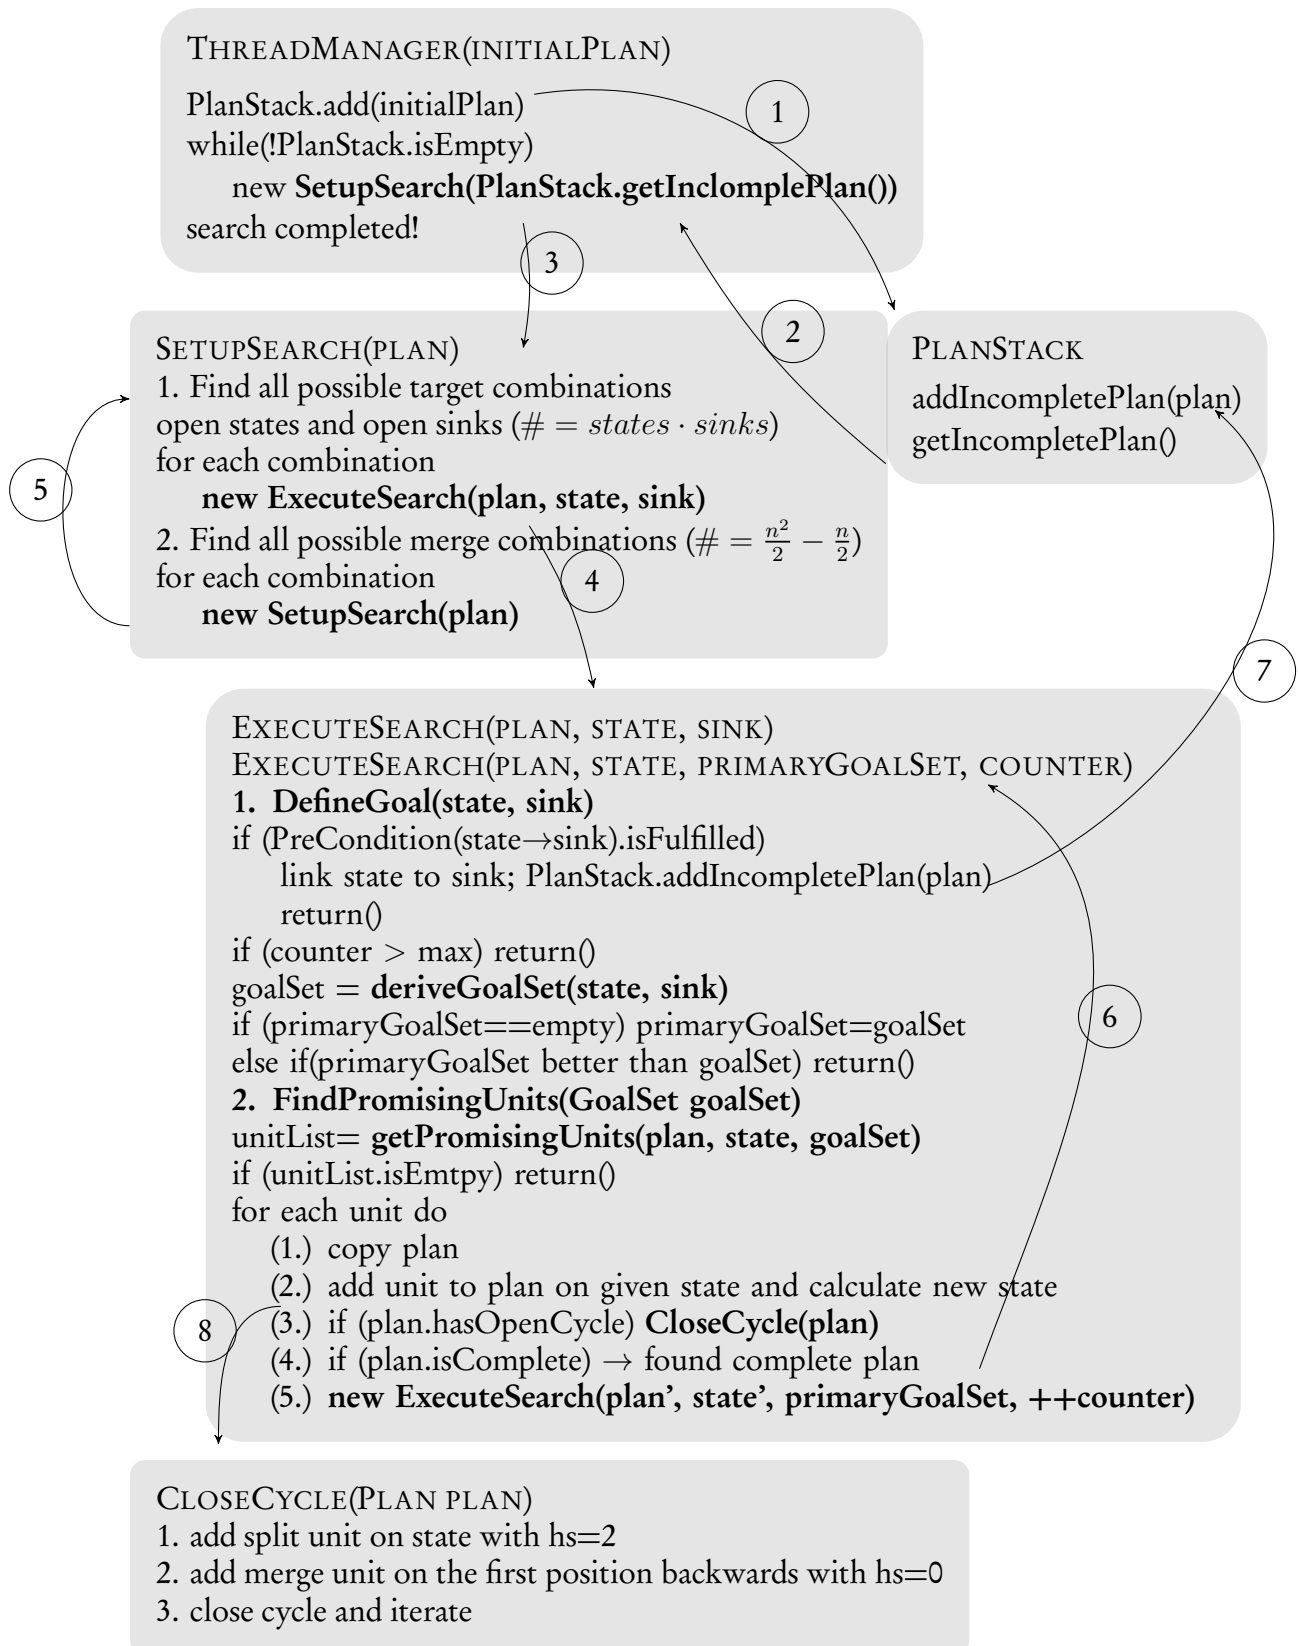 THREADMANAGER(INITIALPLAN)
PlanStack.add(initialPlan)
while(!PlanStack.isEmpty)
new SetupSearch(PlanStack.getInclomplePlan())
search completed!
1
3
2
SETUPSEARCH(PLAN)
1. Find all possible target combinations
open states and open sinks (# = states · sinks)
for each combination
new ExecuteSearch(plan, state, sink)
2. Find all possible merge combinations (# = n²/2 − n/2)
for each combination
new SetupSearch(plan)
5
4
PLANSTACK
addIncompletePlan(plan)
getIncompletePlan()
7
EXECUTESEARCH(PLAN, STATE, SINK)
EXECUTESEARCH(PLAN, STATE, PRIMARYGOALSET, COUNTER)
1. DefineGoal(state, sink)
if (PreCondition(state→sink).isFulfilled)
link state to sink; PlanStack.addIncompletePlan(plan)
return()
if (counter > max) return()
goalSet = deriveGoalSet(state, sink)
if (primaryGoalSet==empty) primaryGoalSet=goalSet
else if(primaryGoalSet better than goalSet) return()
2. FindPromisingUnits(GoalSet goalSet)
unitList= getPromisingUnits(plan, state, goalSet)
if (unitList.isEmtpy) return()
for each unit do
(1.) copy plan
(2.) add unit to plan on given state and calculate new state
(3.) if (plan.hasOpenCycle) CloseCycle(plan)
(4.) if (plan.isComplete) → found complete plan
(5.) new ExecuteSearch(plan’, state’, primaryGoalSet, ++counter)
6
8
CLOSECYCLE(PLAN PLAN)
1. add split unit on state with hs=2
2. add merge unit on the first position backwards with hs=0
3. close cycle and iterate